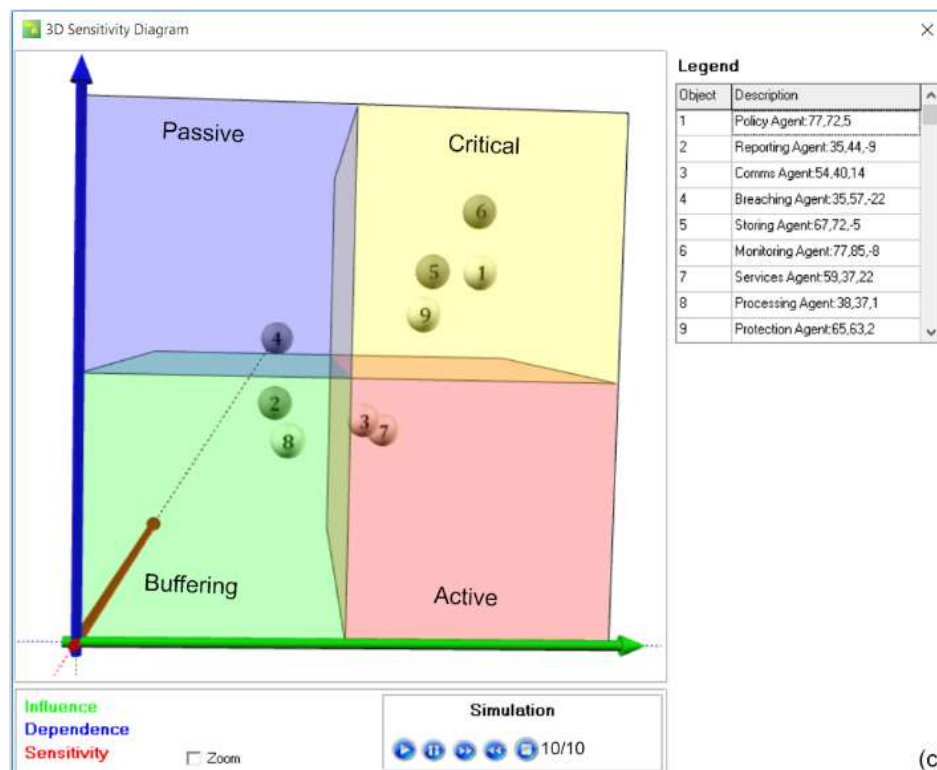 3D Sensitivity Diagram
Passive
Critical
6
5
1
9
4
2
8
3
7
Buffering
Active
Legend
Object Description
1 Policy Agent:77,72,5
2 Reporting Agent:35,44,-9
3 Comms Agent:54,40,14
4 Breaching Agent:35,57,-22
5 Storing Agent:67,72,-5
6 Monitoring Agent:77,85,-8
7 Services Agent:59,37,22
8 Processing Agent:38,37,1
9 Protection Agent:65,63,2
Influence
Dependence
Sensitivity
Zoom
Simulation
10/10
(c